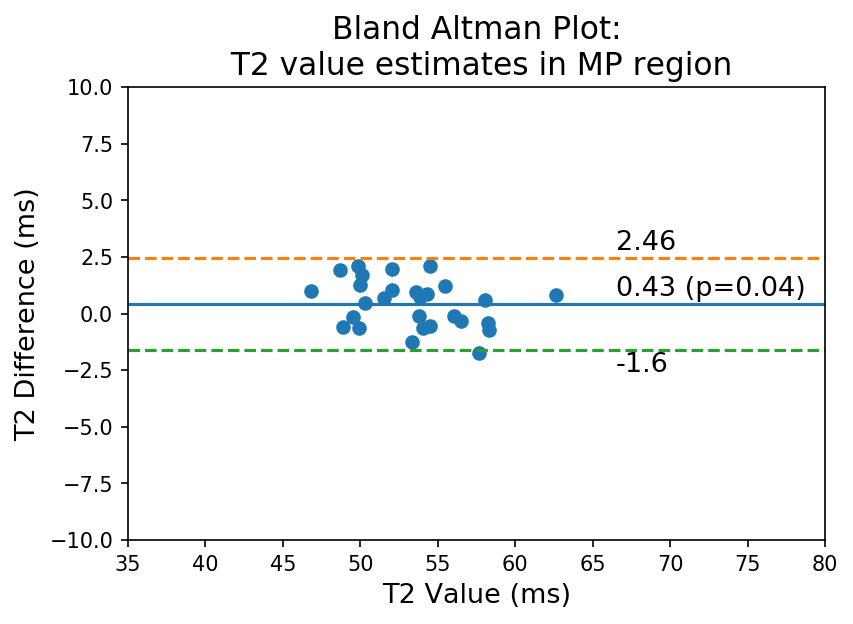 Bland Altman Plot:
T2 value estimates in MP region
10.0
7.5
5.0
2.5
0.0
−2.5
−5.0
−7.5
−10.0
T2 Difference (ms)
2.46
0.43 (p=0.04)
-1.6
35 40 45 50 55 60 65 70 75 80
T2 Value (ms)